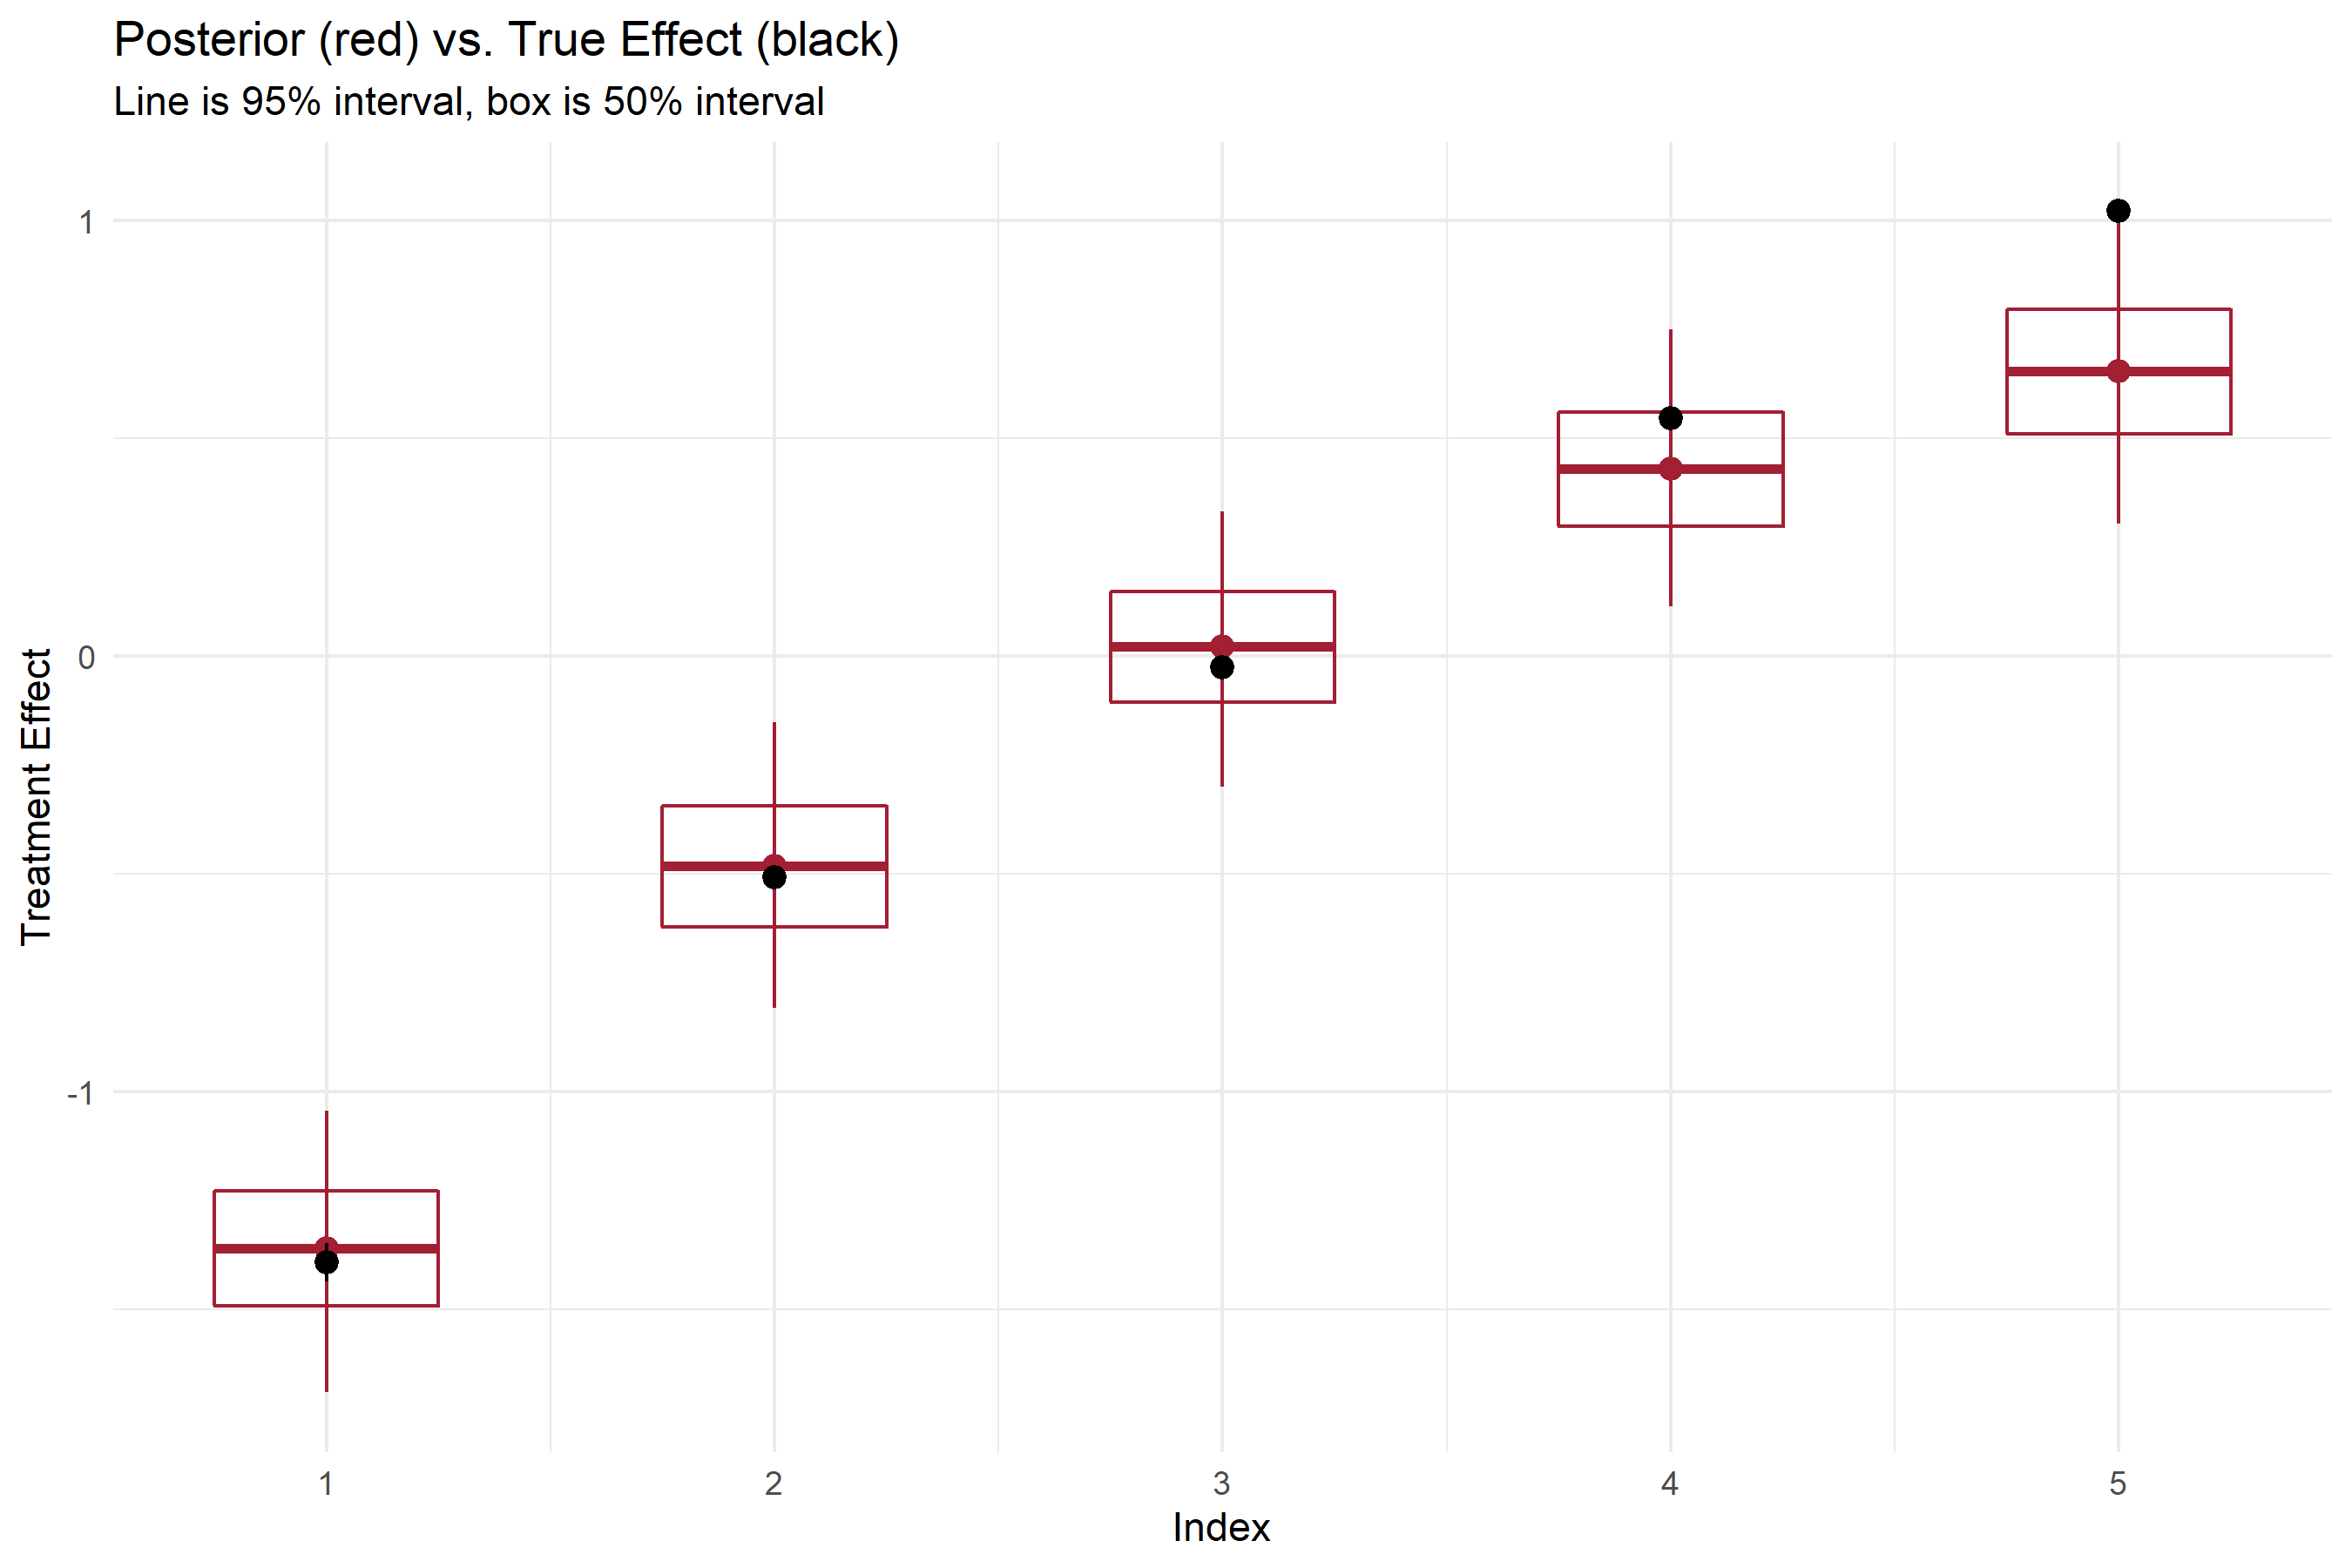 Posterior (red) vs. True Effect (black)
Line is 95% interval, box is 50% interval
Treatment Effect
1
0
-1
1
2
3
4
5
Index